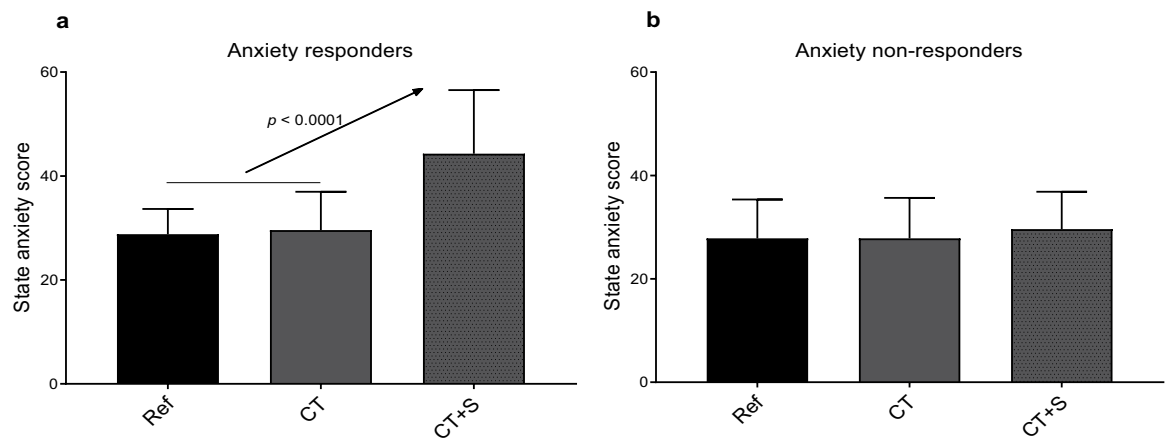 a
Anxiety responders
State anxiety score
60
40
20
0
p < 0.0001
Ref
CT
CT+S
b
Anxiety non-responders
State anxiety score
60
40
20
0
Ref
CT
CT+S